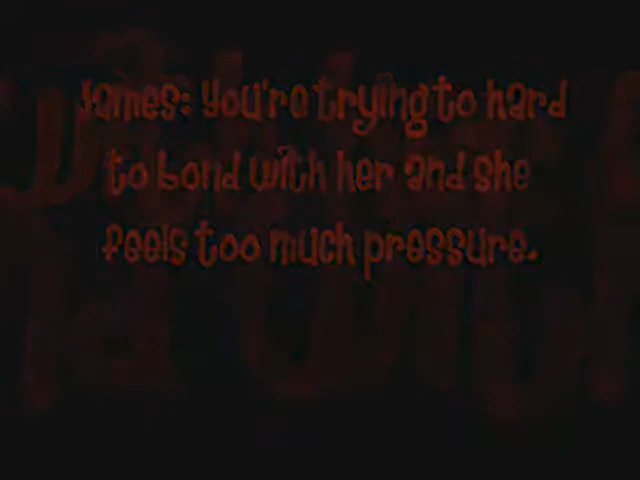 James: You're trying to hard
to bond with her and she
feels too much pressure.